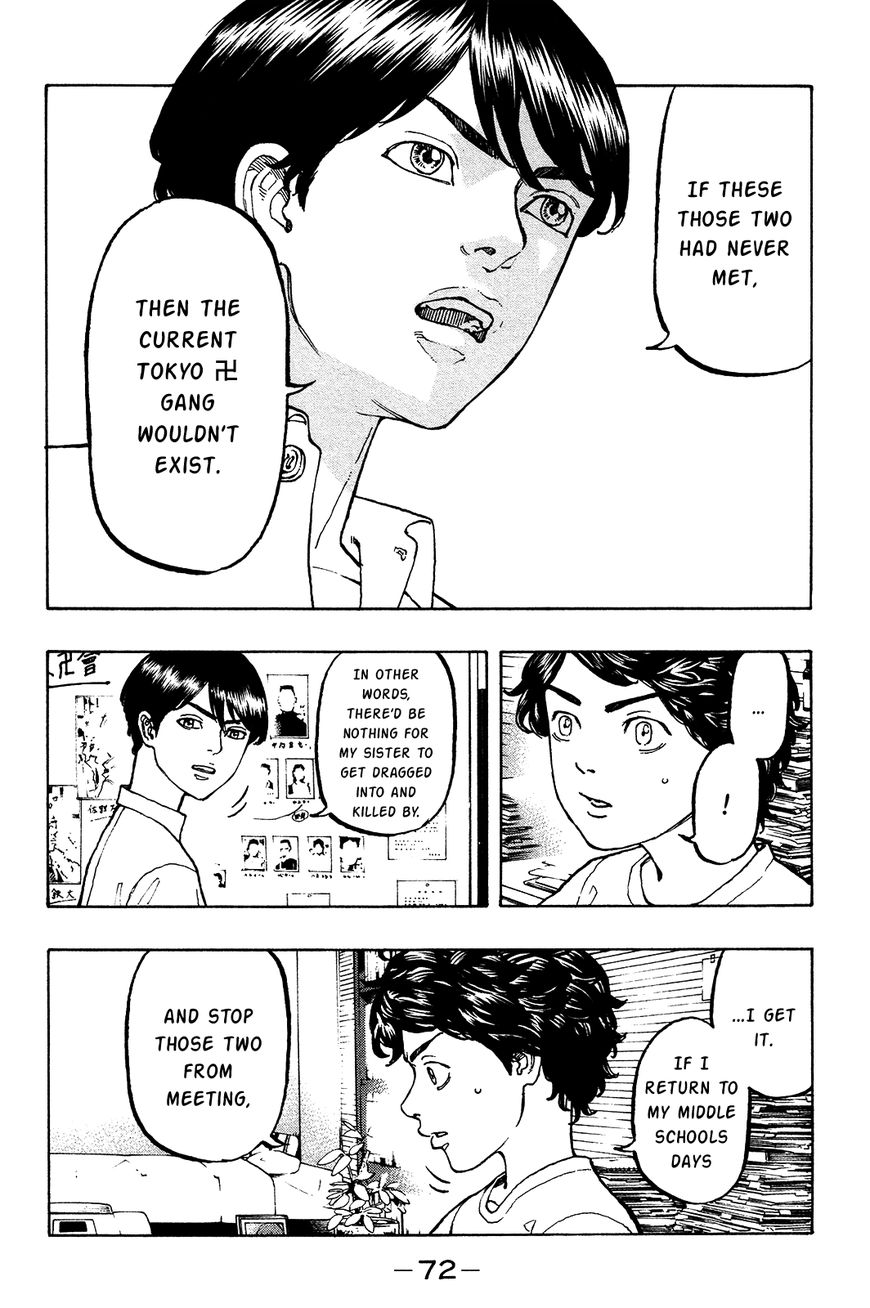 IF THESE
THOSE TWO
HAD NEVER
MET,
THEN THE
CURRENT
TOKYO 卍
GANG
WOULDN'T
EXIST.
...
!
IN OTHER
WORDS,
THERE'D BE
NOTHING FOR
MY SISTER TO
GET DRAGGED
INTO AND
KILLED BY.
卍會
...I GET
IT.
IF I
RETURN TO
MY MIDDLE
SCHOOLS
DAYS
AND STOP
THOSE TWO
FROM
MEETING,
—72—